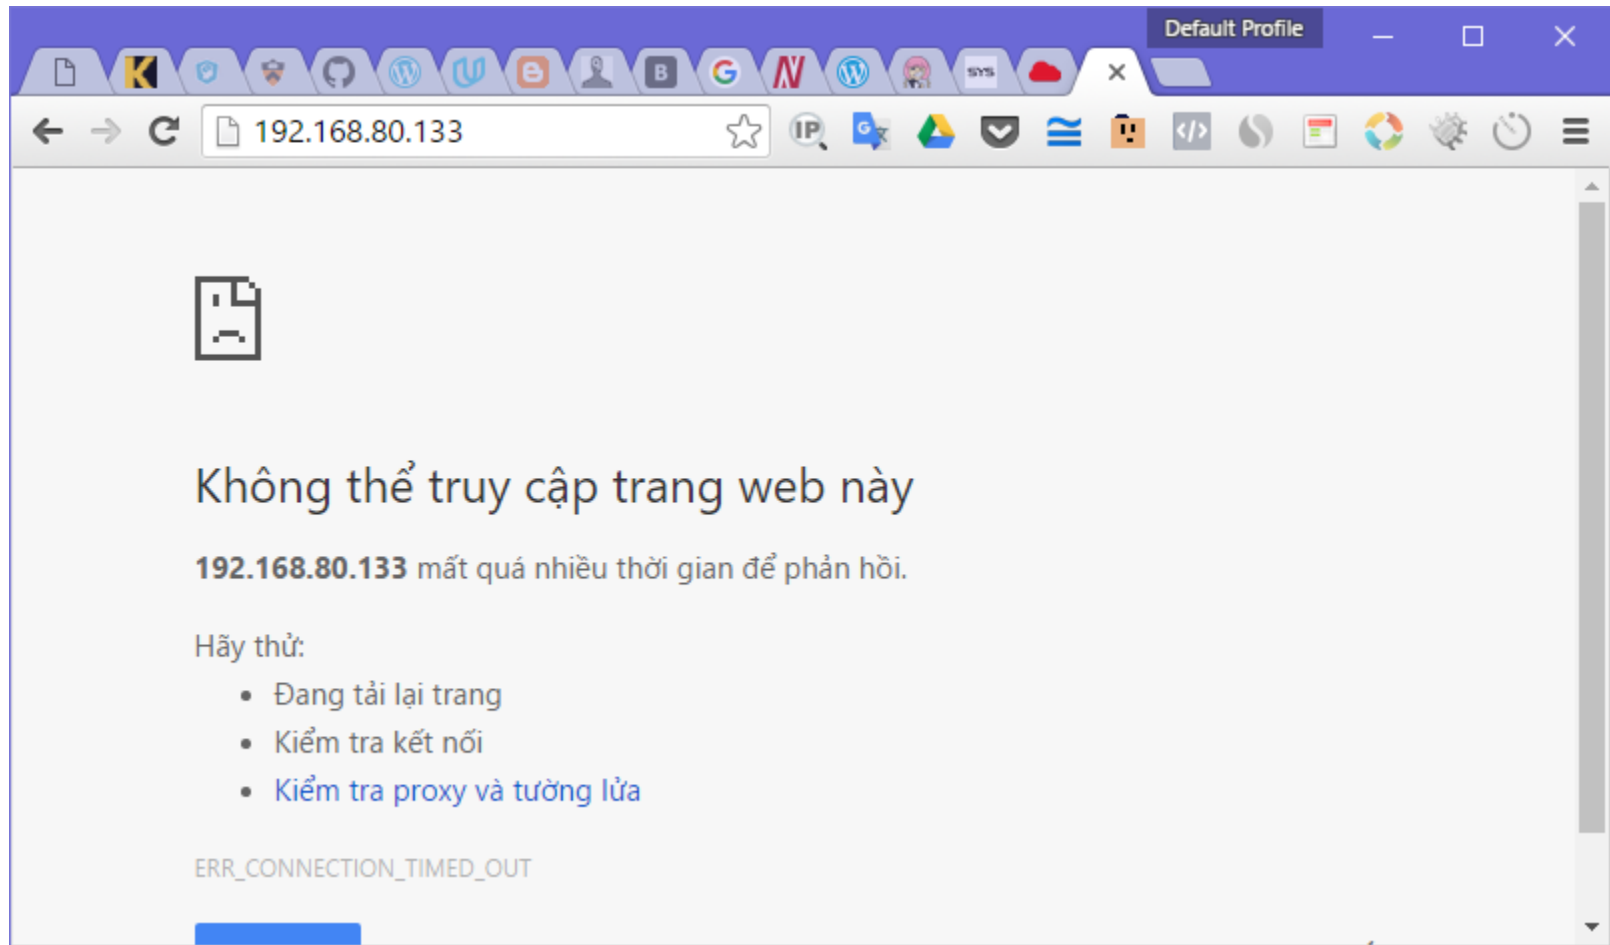 Default Profile
K B G N SYS
192.168.80.133
IP G
Không thể truy cập trang web này
192.168.80.133 mất quá nhiều thời gian để phản hồi.
Hãy thử:
Đang tải lại trang
Kiểm tra kết nối
Kiểm tra proxy và tường lửa
ERR_CONNECTION_TIMED_OUT